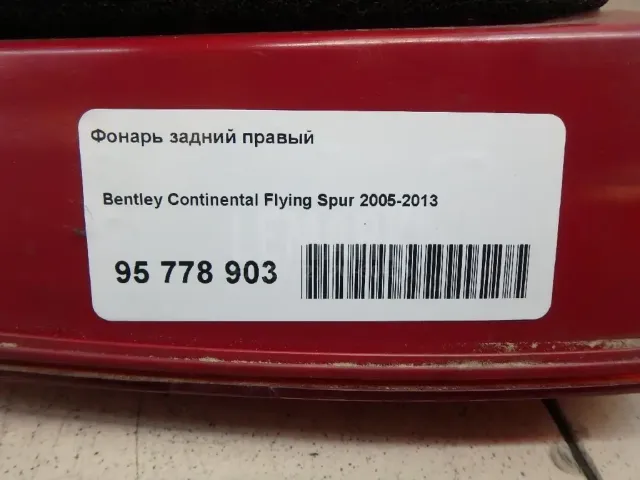 Фонарь задний правый
Bentley Continental Flying Spur 2005-2013
95 778 903